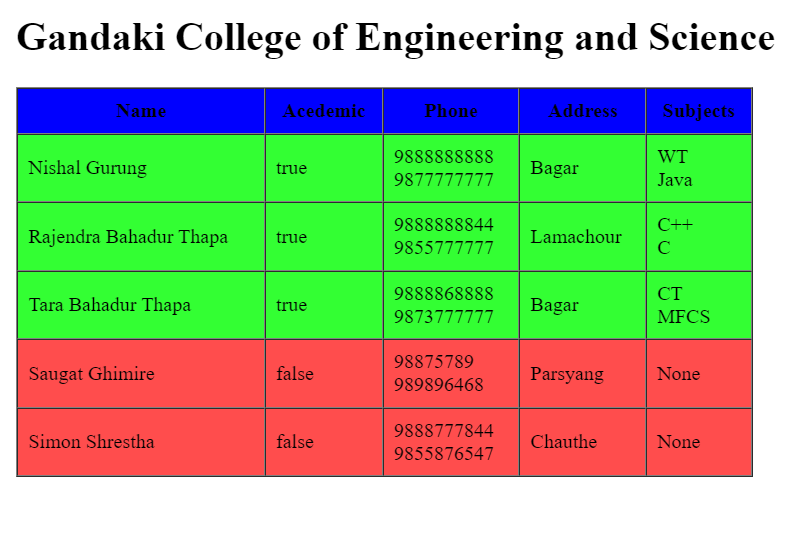 Gandaki College of Engineering and Science
Name Acedemic Phone Address Subjects
Nishal Gurung true 9888888888 Bagar WT
9877777777 Java
Rajendra Bahadur Thapa true 9888888844 Lamachour C++
9855777777 C
Tara Bahadur Thapa true 9888868888 Bagar CT
9873777777 MFCS
Saugat Ghimire false 98875789 Parsyang None
989896468
Simon Shrestha false 9888777844 Chauthe None
9855876547